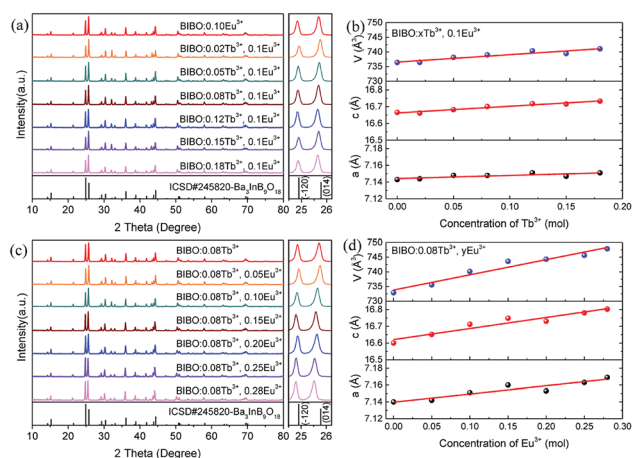 (a)
BIBO:0.10Eu³⁺
BIBO:0.02Tb³⁺, 0.1Eu³⁺
BIBO:0.05Tb³⁺, 0.1Eu³⁺
BIBO:0.08Tb³⁺, 0.1Eu³⁺
BIBO:0.12Tb³⁺, 0.1Eu³⁺
BIBO:0.15Tb³⁺, 0.1Eu³⁺
BIBO:0.18Tb³⁺, 0.1Eu³⁺
ICSD#245820-Ba₃InB₉O₁₈
Intensity(a.u.)
10 20 30 40 50 60 70 80
2 Theta (Degree)
(-120)
(014)
25 26
(b)
BIBO:xTb³⁺, 0.1Eu³⁺
V (Å³)
750
745
740
735
730
c (Å)
16.8
16.7
16.6
16.5
a (Å)
7.18
7.16
7.14
7.12
0.00 0.05 0.10 0.15 0.20
Concentration of Tb³⁺ (mol)
(c)
BIBO:0.08Tb³⁺
BIBO:0.08Tb³⁺, 0.05Eu³⁺
BIBO:0.08Tb³⁺, 0.10Eu³⁺
BIBO:0.08Tb³⁺, 0.15Eu³⁺
BIBO:0.08Tb³⁺, 0.20Eu³⁺
BIBO:0.08Tb³⁺, 0.25Eu³⁺
BIBO:0.08Tb³⁺, 0.28Eu³⁺
ICSD#245820-Ba₃InB₉O₁₈
Intensity(a.u.)
10 20 30 40 50 60 70 80
2 Theta (Degree)
(-120)
(014)
25 26
(d)
BIBO:0.08Tb³⁺, yEu³⁺
V (Å³)
750
745
740
735
730
c (Å)
16.8
16.7
16.6
16.5
a (Å)
7.18
7.16
7.14
7.12
0.00 0.05 0.10 0.15 0.20 0.25 0.30
Concentration of Eu³⁺ (mol)